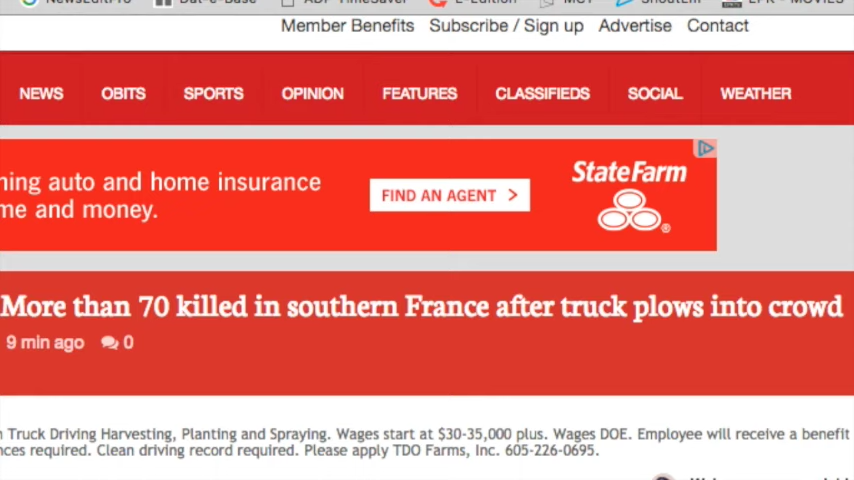 Member Benefits Subscribe / Sign up Advertise Contact
NEWS OBITS SPORTS OPINION FEATURES CLASSIFIEDS SOCIAL WEATHER
ning auto and home insurance
me and money.
FIND AN AGENT >
StateFarm
®
More than 70 killed in southern France after truck plows into crowd
9 min ago 0
n Truck Driving Harvesting, Planting and Spraying. Wages start at $30-35,000 plus. Wages DOE. Employee will receive a benefit
nces required. Clean driving record required. Please apply TDO Farms, Inc. 605-226-0695.